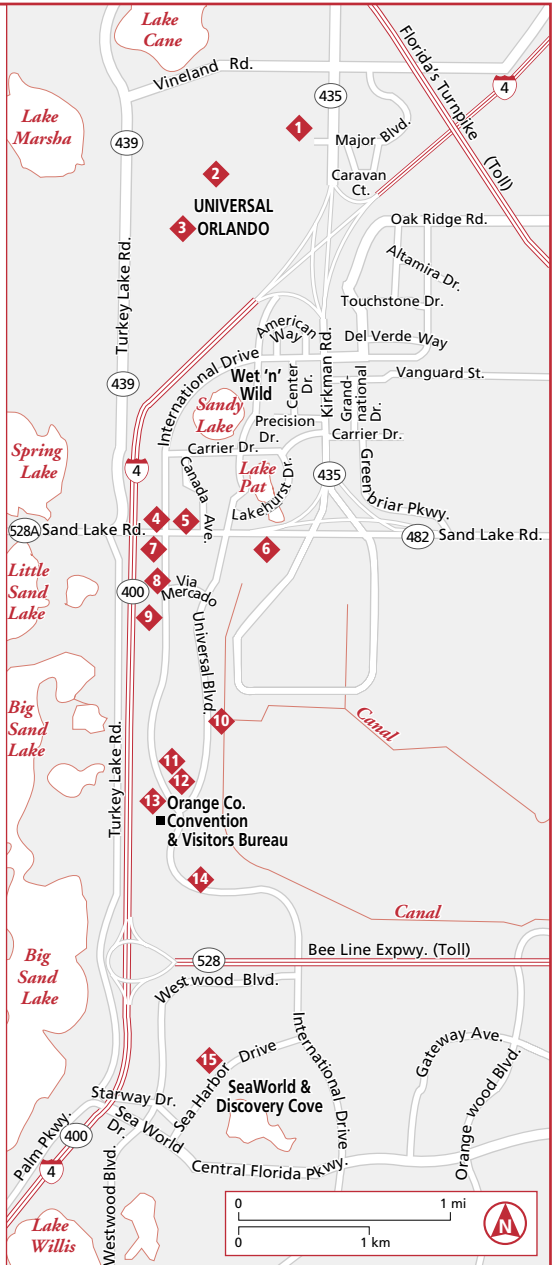 Lake
Cane
Vineland Rd.
Florida's Turnpike
(Toll)
4
435
Lake
Marsha
439
1
Major Blvd.
Caravan
Ct.
2
UNIVERSAL
ORLANDO
3
Oak Ridge Rd.
Altamira Dr.
Turkey Lake Rd.
Touchstone Dr.
American
Way
Del Verde Way
International Drive
Kirkman Rd.
Wet 'n'
Wild
Center
Dr.
Grand-
national
Dr.
Vanguard St.
439
Sandy
Lake
Precision
Dr.
Carrier Dr.
Carrier Dr.
Spring
Lake
4
Canada
Ave.
Lake
Pat
Lakehurst Dr.
435
Greenbriar Pkwy.
528A
Sand Lake Rd.
4
5
482
Sand Lake Rd.
7
6
Little
Sand
Lake
400
8
Via
Mercado
9
Universal Blvd.
Big
Sand
Lake
10
Canal
Turkey Lake Rd.
11
12
13
Orange Co.
Convention
& Visitors Bureau
14
Canal
Big
Sand
Lake
528
Bee Line Expwy. (Toll)
Westwood Blvd.
International Drive
15
Sea Harbor Drive
Gateway Ave.
Orangewood Blvd.
SeaWorld &
Discovery Cove
Starway Dr.
Sea World
Dr.
Palm Pkwy.
400
4
Westwood Blvd.
Central Florida Pkwy.
Lake
Willis
0
1 mi
0
1 km
N